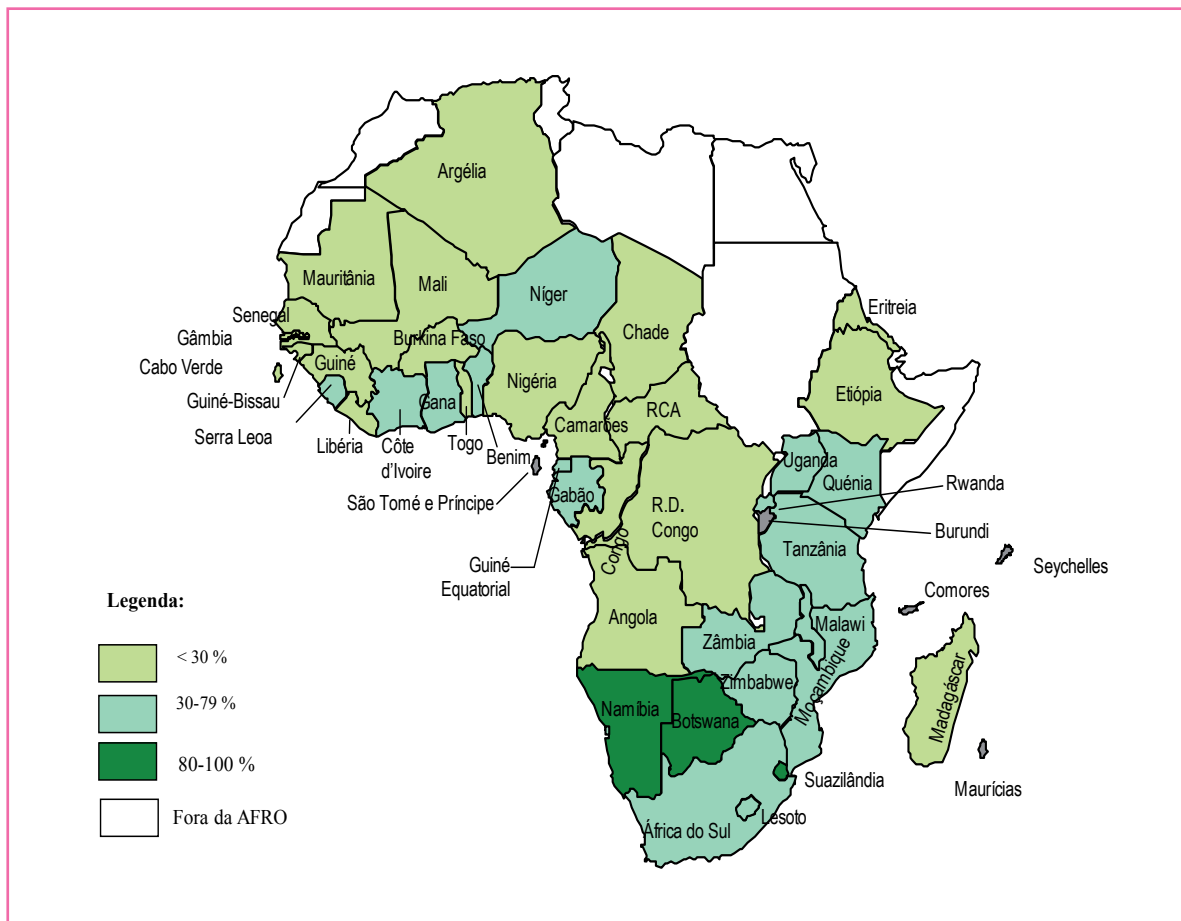 Argélia
Mauritânia
Mali
Níger
Chade
Eritreia
Senegal
Gâmbia
Burkina Faso
Cabo Verde
Guiné
Nigéria
Etiópia
Guiné-Bissau
Gana
RCA
Camarões
Serra Leoa
Libéria
Côte
d'Ivoire
Togo
Benim
Uganda
Quénia
São Tomé e Príncipe
Gabão
Rwanda
R.D.
Congo
Burundi
Congo
Tanzânia
Guiné
Equatorial
Seychelles
Comores
Angola
Malawi
Zâmbia
Moçambique
Zimbabwe
Namíbia
Botswana
Madagáscar
Suazilândia
Maurícias
Lesoto
África do Sul
Legenda:
< 30 %
30-79 %
80-100 %
Fora da AFRO